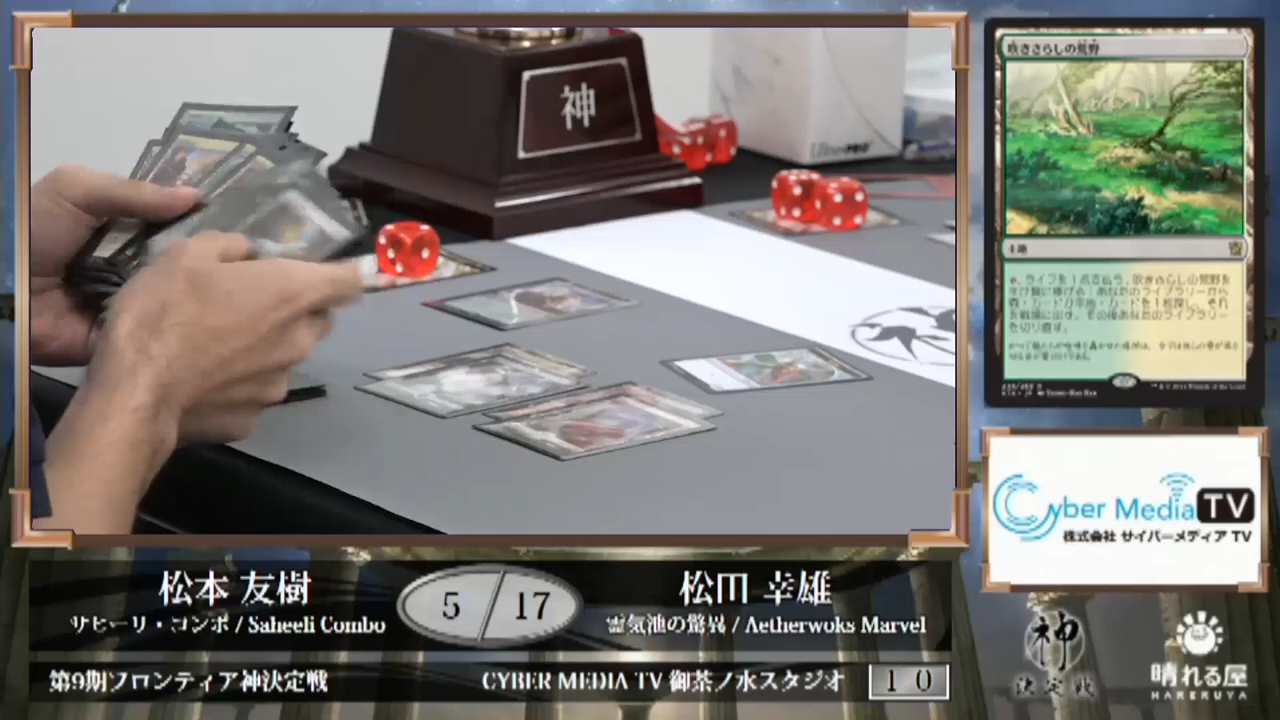 神
吹きさらしの荒野
土地
Cyber Media TV
株式会社 サイバーメディア TV
松本 友樹
サヒーリ・コンボ / Saheeli Combo
5 / 17
松田 幸雄
霊気池の驚異 / Aetherwoks Marvel
第9期フロンティア神決定戦
CYBER MEDIA TV 御茶ノ水スタジオ
1 0
神
決定戦
晴れる屋
HARERUYA